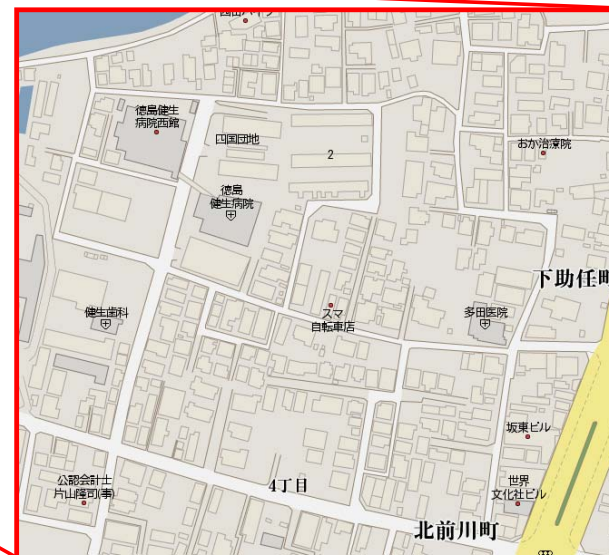 徳島健生
病院西館
四国団地
2
おか治療院
徳島
健生病院
下助任町
健生歯科
スマ
自転車店
多田医院
坂東ビル
公認会計士
片山隆司(事)
4丁目
世界
文化社ビル
北前川町